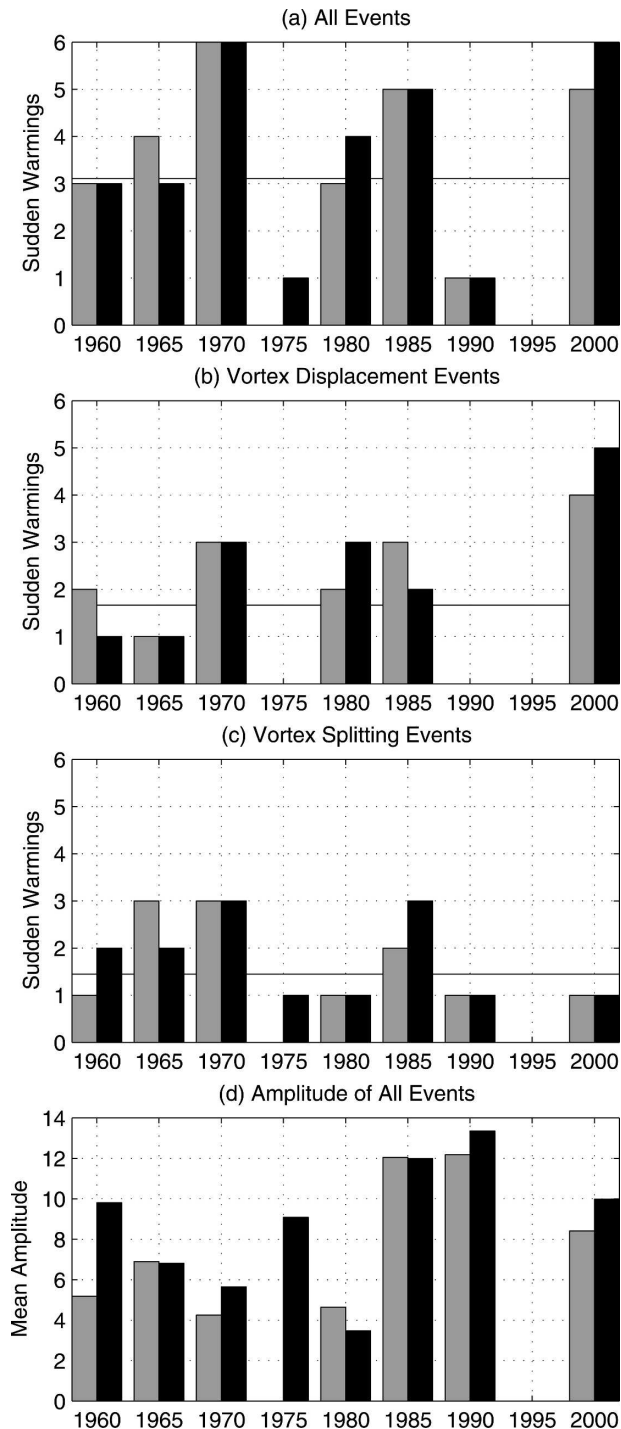 (a) All Events
6
5
4
3
2
1
0
Sudden Warmings
1960 1965 1970 1975 1980 1985 1990 1995 2000
(b) Vortex Displacement Events
6
5
4
3
2
1
0
Sudden Warmings
1960 1965 1970 1975 1980 1985 1990 1995 2000
(c) Vortex Splitting Events
6
5
4
3
2
1
0
Sudden Warmings
1960 1965 1970 1975 1980 1985 1990 1995 2000
(d) Amplitude of All Events
14
12
10
8
6
4
2
0
Mean Amplitude
1960 1965 1970 1975 1980 1985 1990 1995 2000